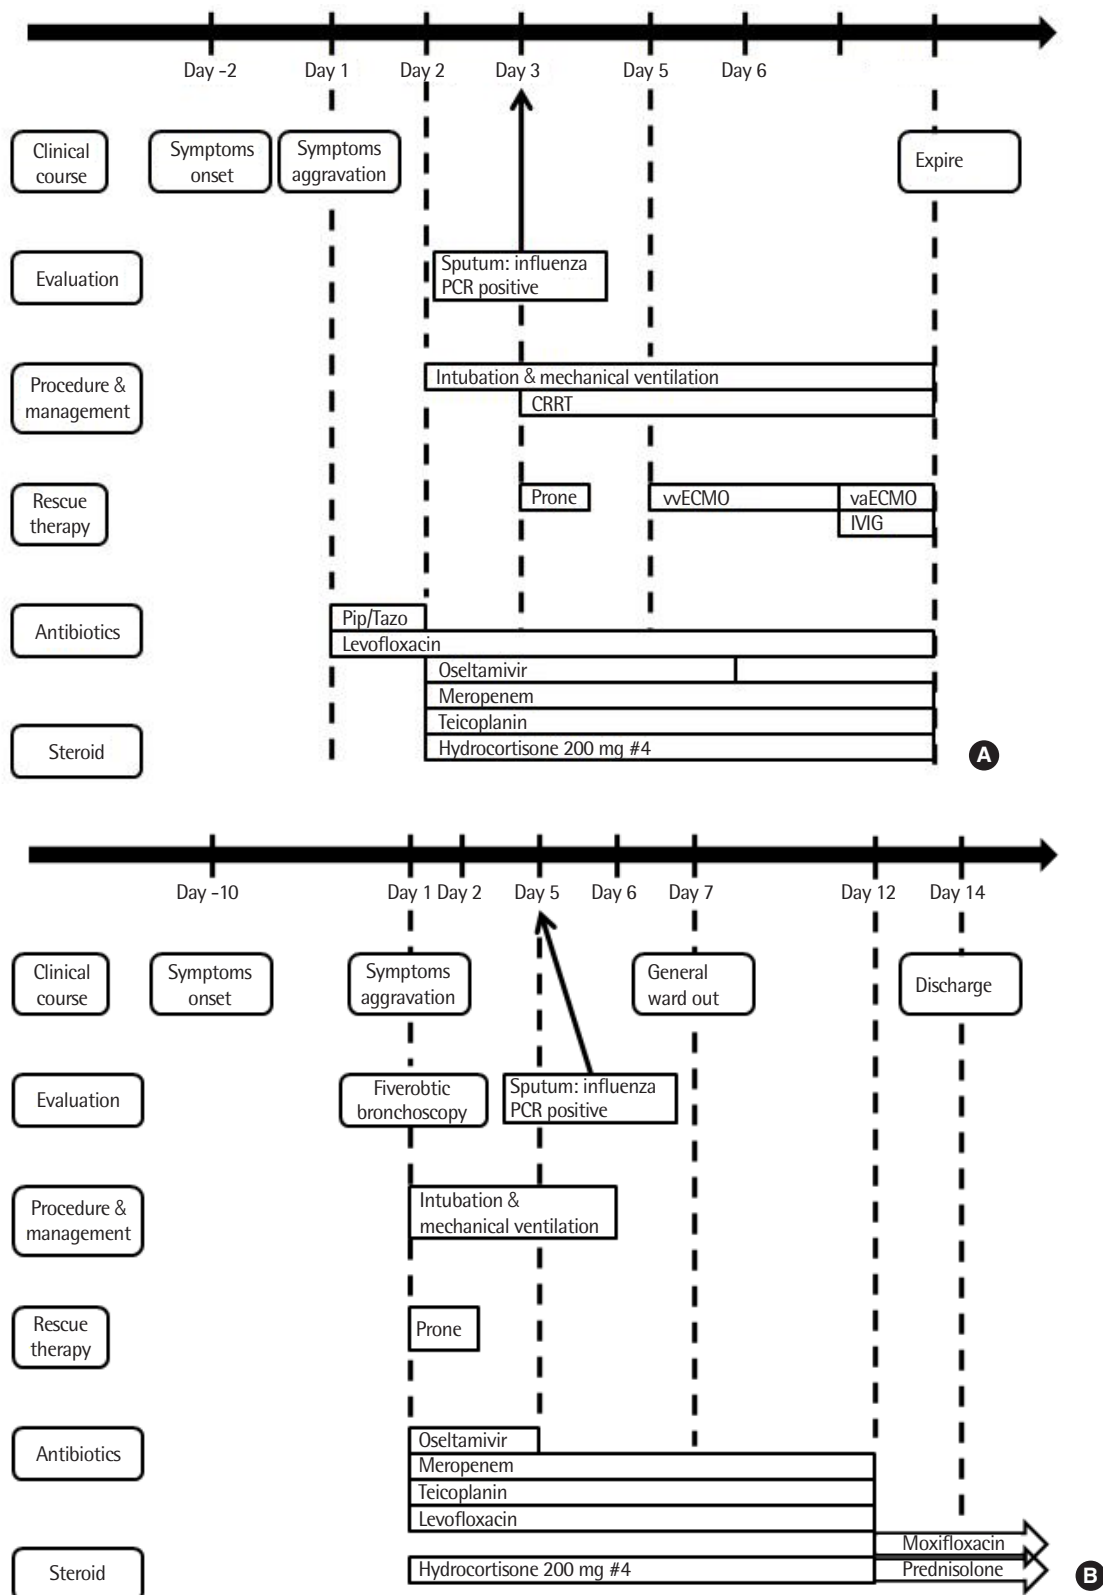 Day -2 Day 1 Day 2 Day 3 Day 5 Day 6
Clinical
course
Symptoms
onset
Symptoms
aggravation
Expire
Evaluation
Sputum: influenza
PCR positive
Procedure &
management
Intubation & mechanical ventilation
CRRT
Rescue
therapy
Prone
vvECMO
vaECMO
IVIG
Antibiotics
Pip/Tazo
Levofloxacin
Oseltamivir
Meropenem
Teicoplanin
Steroid
Hydrocortisone 200 mg #4
A
Day -10 Day 1 Day 2 Day 5 Day 6 Day 7 Day 12 Day 14
Clinical
course
Symptoms
onset
Symptoms
aggravation
General
ward out
Discharge
Evaluation
Fiverobtic
bronchoscopy
Sputum: influenza
PCR positive
Procedure &
management
Intubation &
mechanical ventilation
Rescue
therapy
Prone
Antibiotics
Oseltamivir
Meropenem
Teicoplanin
Levofloxacin
Moxifloxacin
Steroid
Hydrocortisone 200 mg #4
Prednisolone
B